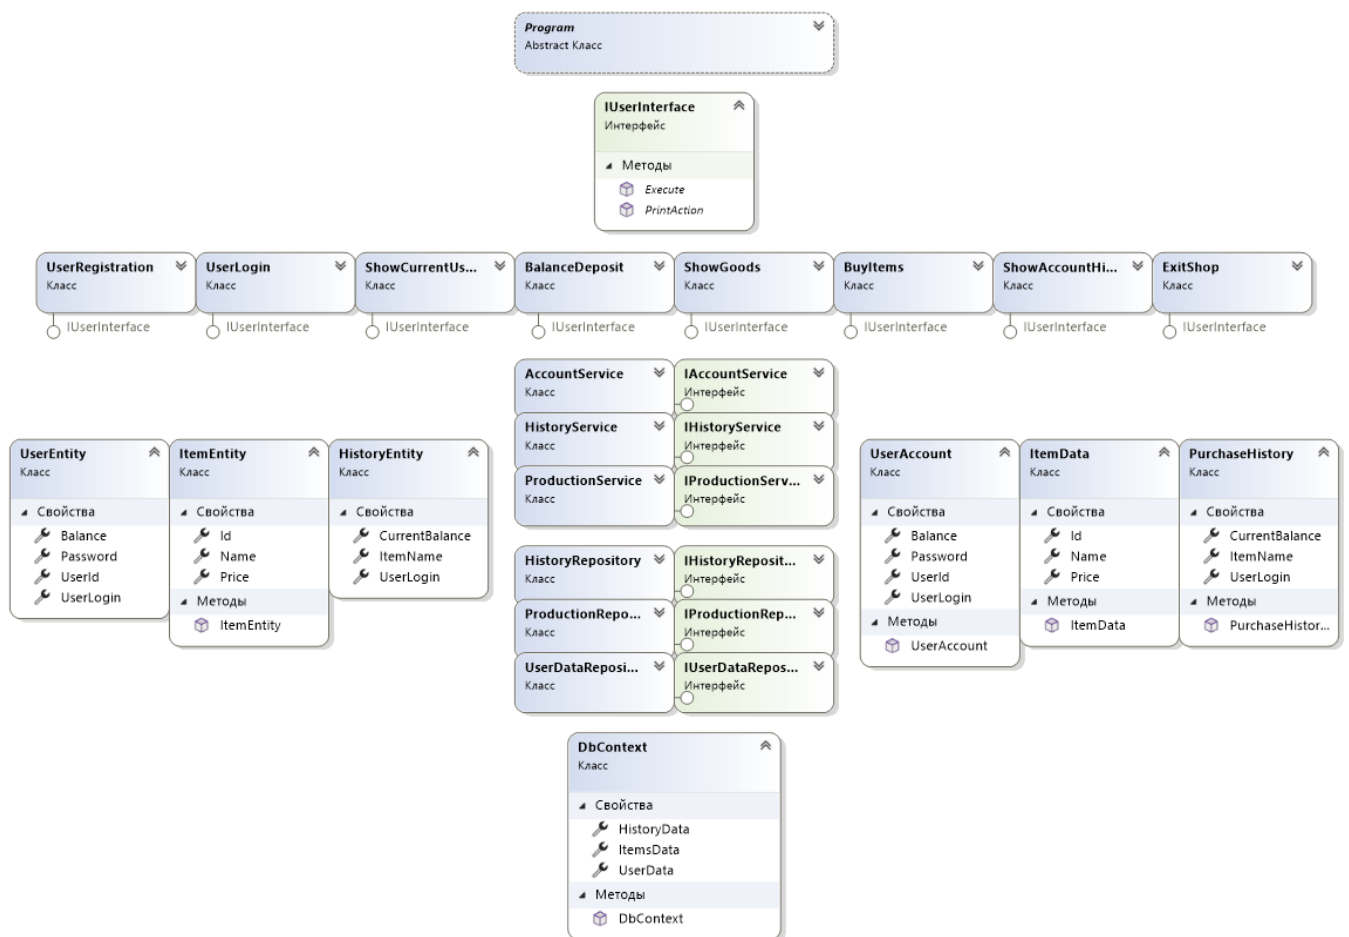 Program
Abstract Класс
IUserInterface
Интерфейс
Методы
Execute
PrintAction
UserRegistration
Класс
IUserInterface
UserLogin
Класс
IUserInterface
ShowCurrentUs...
Класс
IUserInterface
BalanceDeposit
Класс
IUserInterface
ShowGoods
Класс
IUserInterface
BuyItems
Класс
IUserInterface
ShowAccountHi...
Класс
IUserInterface
ExitShop
Класс
IUserInterface
AccountService
Класс
IAccountService
Интерфейс
HistoryService
Класс
IHistoryService
Интерфейс
ProductionService
Класс
IProductionServ...
Интерфейс
UserEntity
Класс
Свойства
Balance
Password
UserId
UserLogin
ItemEntity
Класс
Свойства
Id
Name
Price
Методы
ItemEntity
HistoryEntity
Класс
Свойства
CurrentBalance
ItemName
UserLogin
HistoryRepository
Класс
IHistoryReposit...
Интерфейс
ProductionRepo...
Класс
IProductionRep...
Интерфейс
UserDataReposi...
Класс
IUserDataRepos...
Интерфейс
UserAccount
Класс
Свойства
Balance
Password
UserId
UserLogin
Методы
UserAccount
ItemData
Класс
Свойства
Id
Name
Price
Методы
ItemData
PurchaseHistory
Класс
Свойства
CurrentBalance
ItemName
UserLogin
Методы
PurchaseHistor...
DbContext
Класс
Свойства
HistoryData
ItemsData
UserData
Методы
DbContext